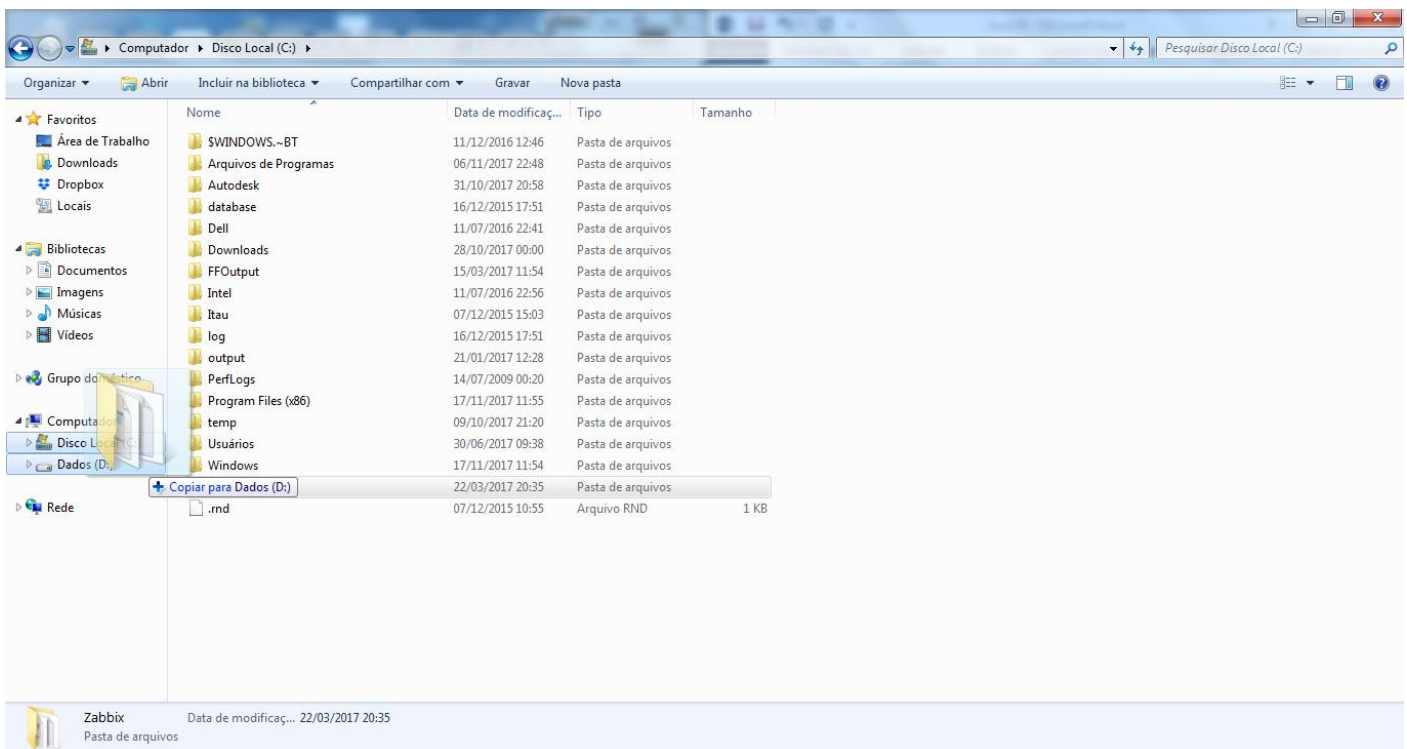 Computador ▸ Disco Local (C:) ▸
Pesquisar Disco Local (C:)
Organizar Abrir Incluir na biblioteca Compartilhar com Gravar Nova pasta
Favoritos
Área de Trabalho
Downloads
Dropbox
Locais
Bibliotecas
Documentos
Imagens
Músicas
Vídeos
Grupo doméstico
Computador
Disco Local (C:)
Dados (D:)
Rede
Nome Data de modificaç... Tipo Tamanho
$WINDOWS.~BT 11/12/2016 12:46 Pasta de arquivos
Arquivos de Programas 06/11/2017 22:48 Pasta de arquivos
Autodesk 31/10/2017 20:58 Pasta de arquivos
database 16/12/2015 17:51 Pasta de arquivos
Dell 11/07/2016 22:41 Pasta de arquivos
Downloads 28/10/2017 00:00 Pasta de arquivos
FFOutput 15/03/2017 11:54 Pasta de arquivos
Intel 11/07/2016 22:56 Pasta de arquivos
Itau 07/12/2015 15:03 Pasta de arquivos
log 16/12/2015 17:51 Pasta de arquivos
output 21/01/2017 12:28 Pasta de arquivos
PerfLogs 14/07/2009 00:20 Pasta de arquivos
Program Files (x86) 17/11/2017 11:55 Pasta de arquivos
temp 09/10/2017 21:20 Pasta de arquivos
Usuários 30/06/2017 09:38 Pasta de arquivos
Windows 17/11/2017 11:54 Pasta de arquivos
Copiar para Dados (D:) 22/03/2017 20:35 Pasta de arquivos
.rnd 07/12/2015 10:55 Arquivo RND 1 KB
Zabbix Data de modificaç... 22/03/2017 20:35
Pasta de arquivos